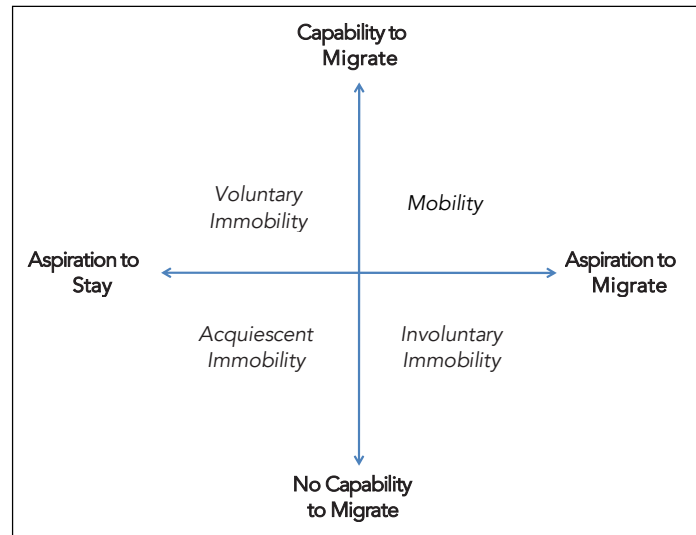 Capability to
Migrate
Voluntary
Immobility
Mobility
Aspiration to
Stay
Aspiration to
Migrate
Acquiescent
Immobility
Involuntary
Immobility
No Capability
to Migrate